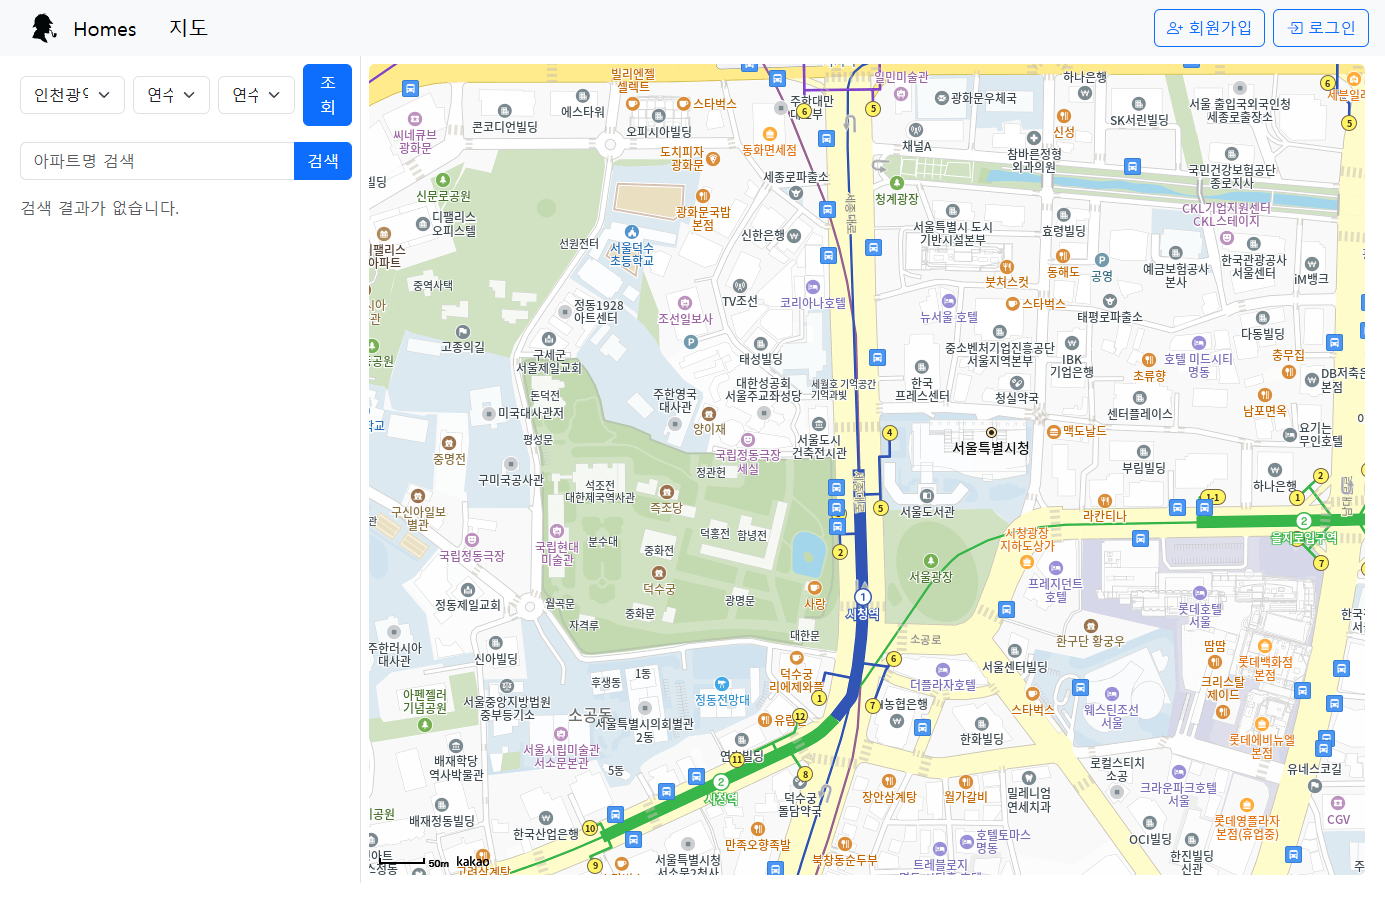 Homes
지도
회원가입
로그인
인천광역
연수
연수
조
회
아파트명 검색
검색
검색 결과가 없습니다.
빌리엔젤
셀렉트
에스타워
스타벅스
콘코디언빌딩
오피시아빌딩
씨네큐브
광화문
도치피자
광화문
동화면세점
일민미술관
광화문우체국
하나은행
SK서린빌딩
서울 출입국외국인청
세종로출장소
채널A
신성
참바른정형
외과의원
국민건강보험공단
종로지사
세종로파출소
청계광장
신문로공원
디팰리스
오피스텔
광화문국밥
본점
CKL기업지원센터
CKL스테이지
서울특별시 도시
기반시설본부
효령빌딩
신한은행
선원전터
서울덕수
초등학교
한국관광공사
서울센터
예금보험공사
본사
iM뱅크
붓처스컷
동해도
공영
중역사택
TV조선
코리아나호텔
조선일보사
정동1928
아트센터
뉴서울 호텔
스타벅스
태평로파출소
다동빌딩
고종의길
구세군
서울제일교회
태성빌딩
중소벤처기업진흥공단
서울지역본부
IBK
기업은행
호텔 미드시티
명동
초류향
충무집
DB저축은
본점
돈덕전
주한영국
대사관
대한성공회
서울주교좌성당
세월호 기억공간
기억과빛
한국
프레스센터
청실약국
센터플레이스
남포면옥
미국대사관저
양이재
평성문
중명전
국립정동극장
세실
서울도시
건축전시관
서울특별시청
맥도날드
요기는
무인호텔
부림빌딩
구미국공사관
정관헌
석조전
대한제국역사관
즉조당
하나은행
구신아일보
별관
서울도서관
라칸티나
국립정동극장
국립현대
미술관
분수대
덕홍전
함녕전
중화전
시청광장
지하도상가
을지로입구역
서울광장
프레지던트
호텔
덕수궁
정동제일교회
월곡문
중화문
광명문
사랑
시청역
롯데호텔
서울
자격루
대한문
소공로
환구단 황궁우
주한러시아
대사관
신아빌딩
서울센터빌딩
땀땀
롯데백화점
본점
후생동
1동
덕수궁
리에제와플
더플라자호텔
크리스탈
제이드
아펜젤러
기념공원
서울중앙지방법원
중부등기소
정동전망대
소공동
서울특별시의회별관
2동
스타벅스
웨스틴조선
서울
한화빌딩
롯데에비뉴엘
본점
서울시립미술관
서소문본관
배재학당
역사박물관
5동
시청역
덕수궁
돌담약국
장안삼계탕
월가갈비
밀레니엄
연세치과
로컬스티치
소공
크라운파크호텔
서울
유네스코길
CGV
배재정동빌딩
한국산업은행
만족오향족발
북창동순두부
호텔토마스
명동
트레블로지
OCI빌딩
롯데영플라자
본점(휴업중)
한진빌딩
신관
서울특별시청
50m
kakao